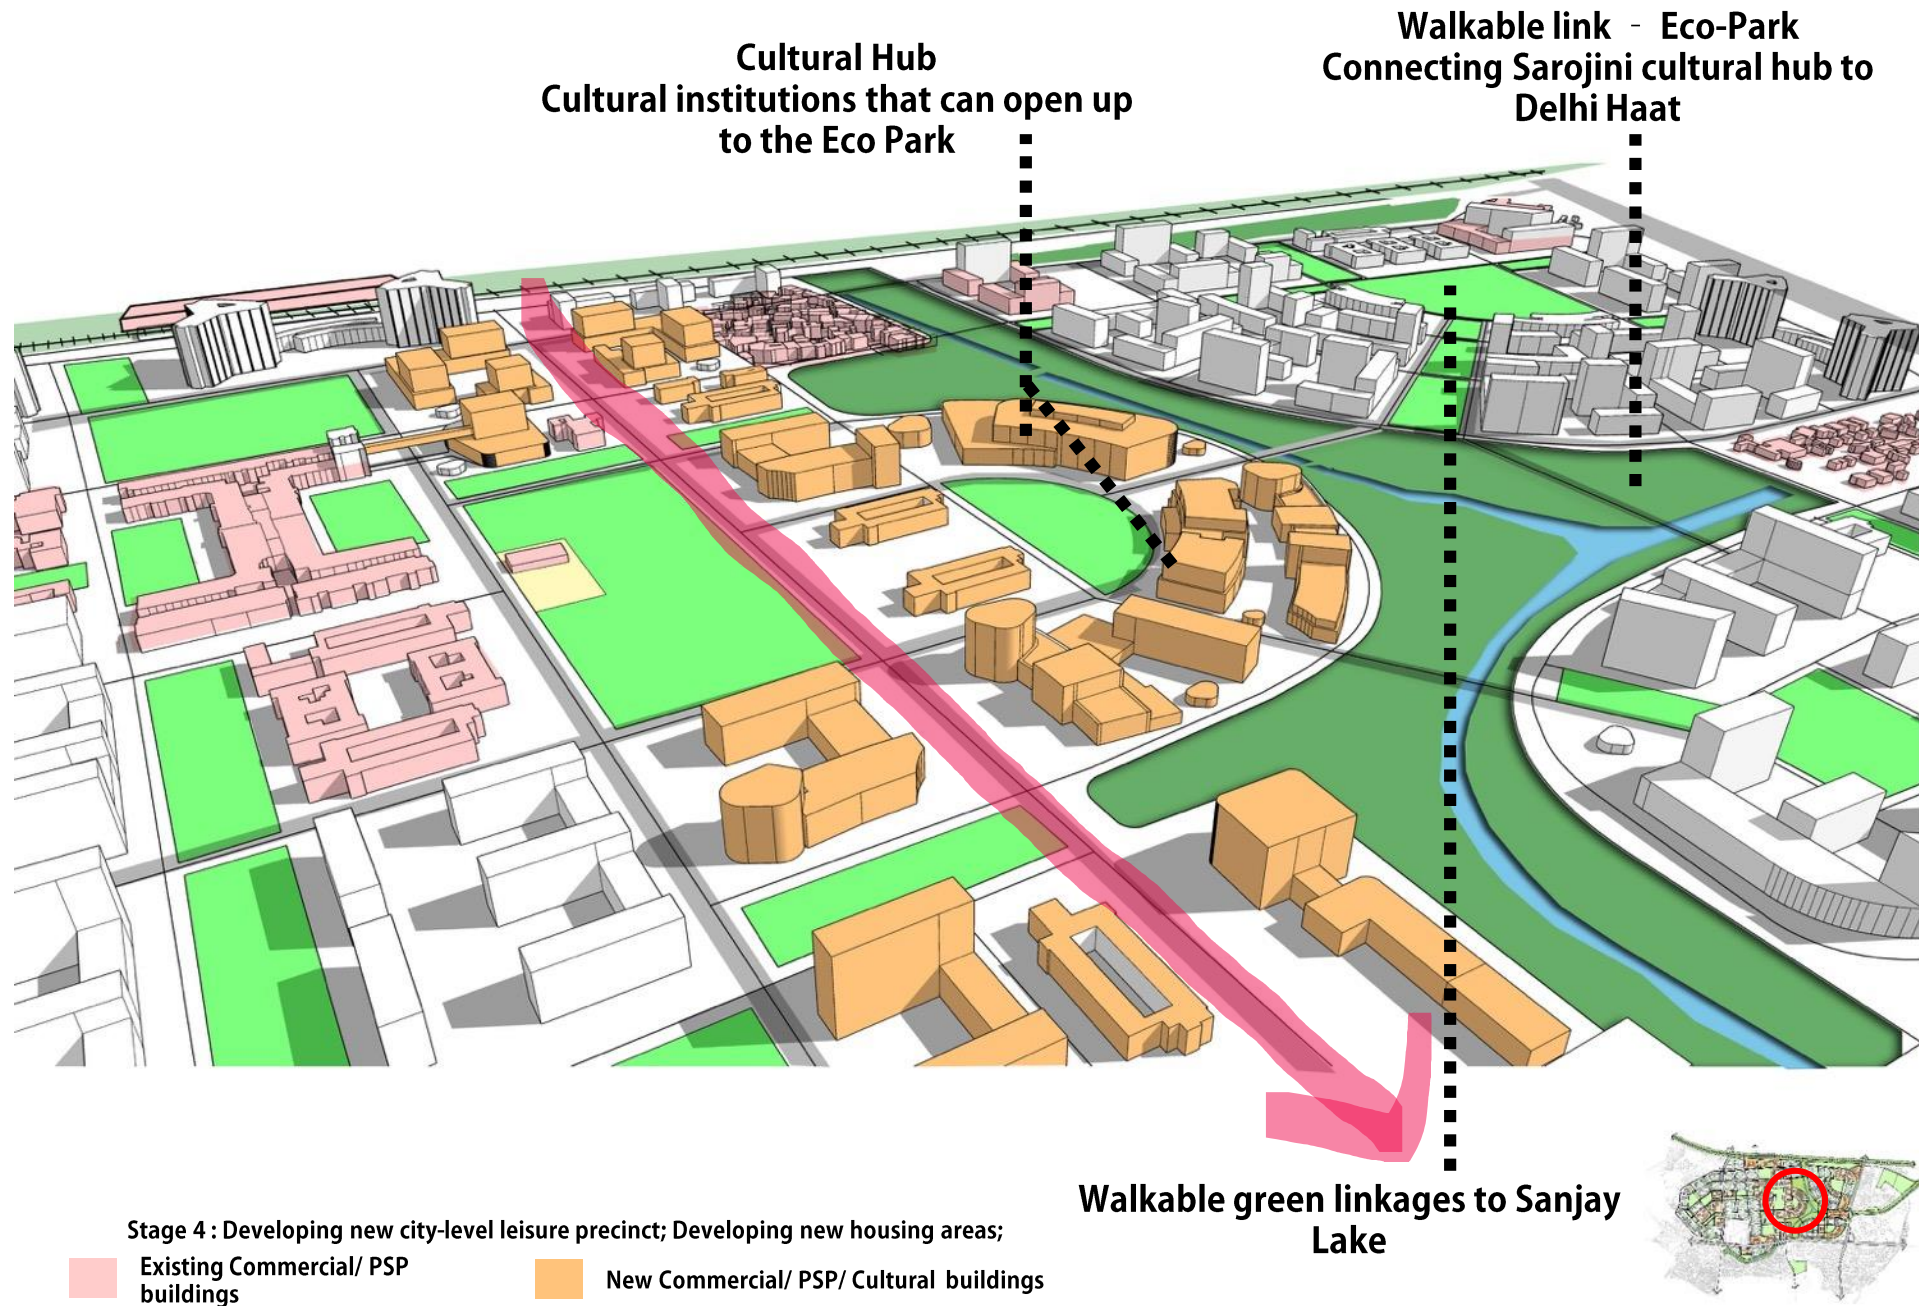 Walkable link - Eco-Park
Connecting Sarojini cultural hub to
Delhi Haat
Cultural Hub
Cultural institutions that can open up
to the Eco Park
Walkable green linkages to Sanjay
Lake
Stage 4 : Developing new city-level leisure precinct; Developing new housing areas;
Existing Commercial/ PSP
buildings
New Commercial/ PSP/ Cultural buildings